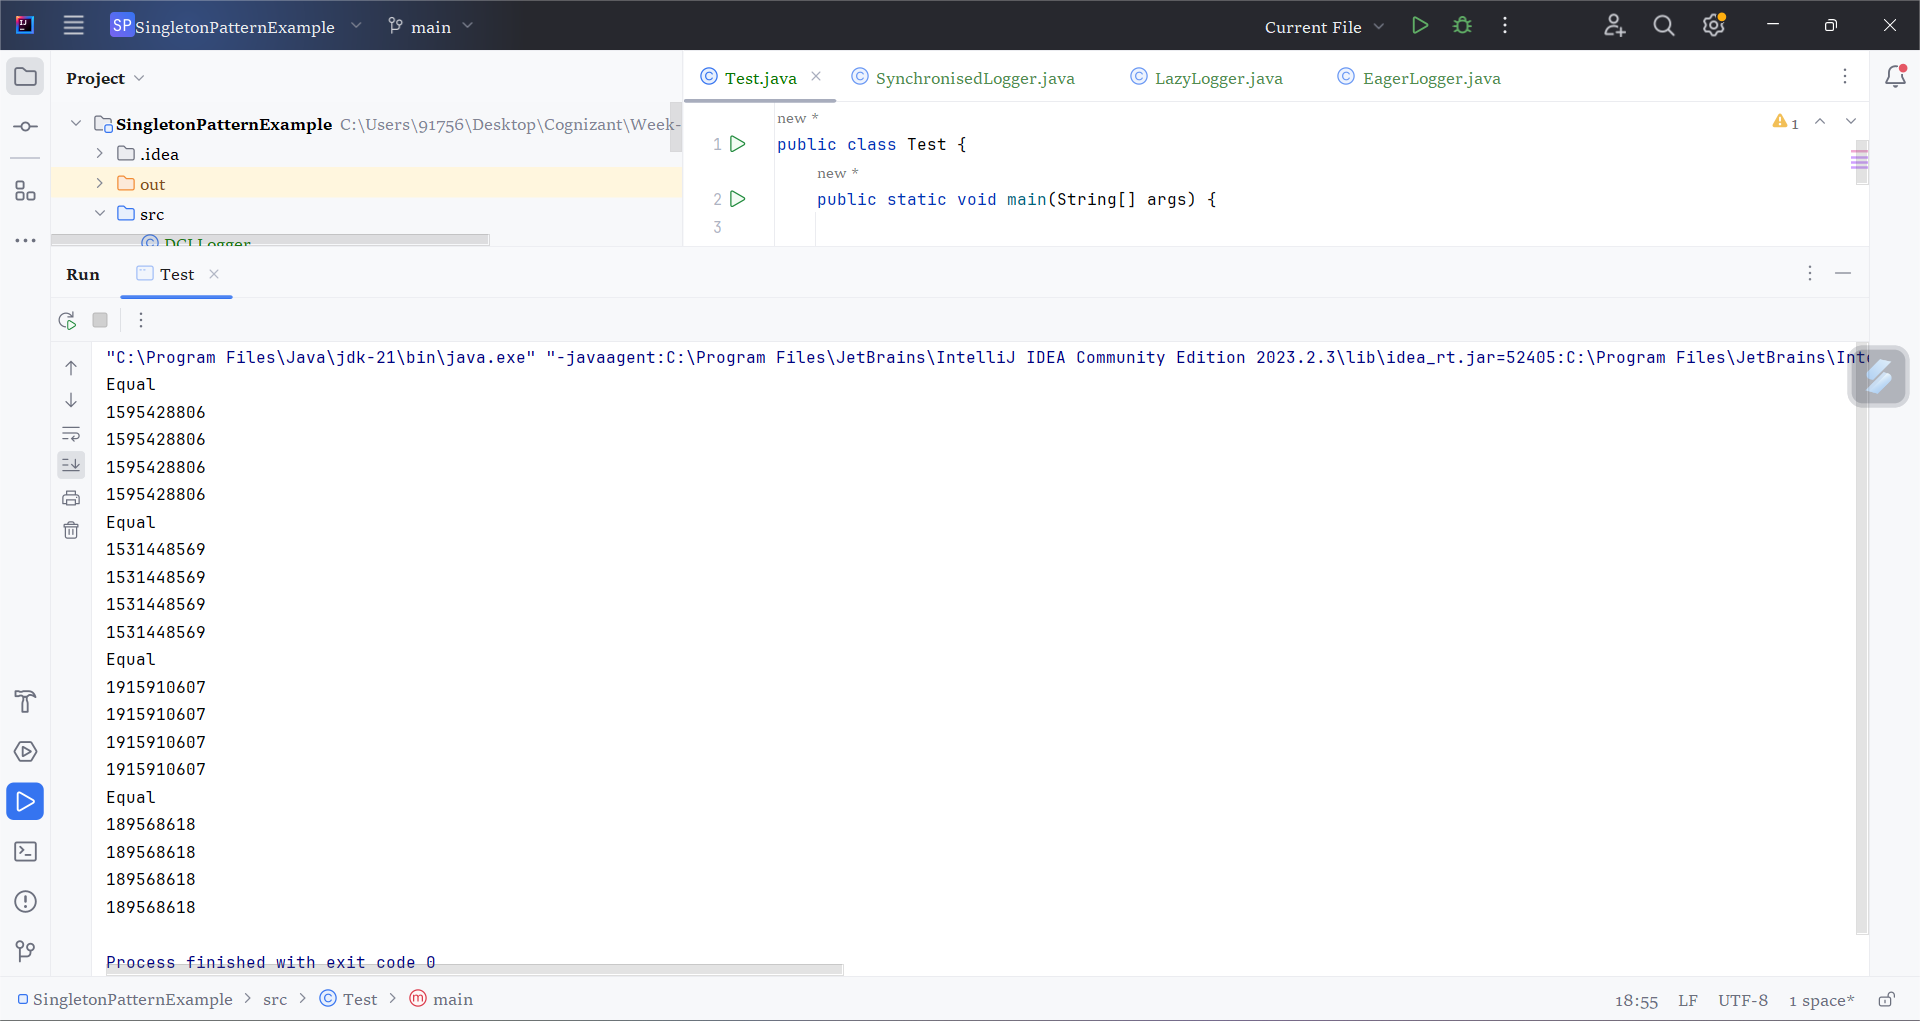 SP SingletonPatternExample main Current File
Project
SingletonPatternExample C:\Users\91756\Desktop\Cognizant\Week-
.idea
out
src
DCLLogger
Test.java SynchronisedLogger.java LazyLogger.java EagerLogger.java
new *
1
1 public class Test {
new *
2 public static void main(String[] args) {
3
Run Test
"C:\Program Files\Java\jdk-21\bin\java.exe" "-javaagent:C:\Program Files\JetBrains\IntelliJ IDEA Community Edition 2023.2.3\lib\idea_rt.jar=52405:C:\Program Files\JetBrains\Inte
Equal
1595428806
1595428806
1595428806
1595428806
Equal
1531448569
1531448569
1531448569
1531448569
Equal
1915910607
1915910607
1915910607
1915910607
Equal
189568618
189568618
189568618
189568618
Process finished with exit code 0
SingletonPatternExample > src > Test > main 18:55 LF UTF-8 1 space*